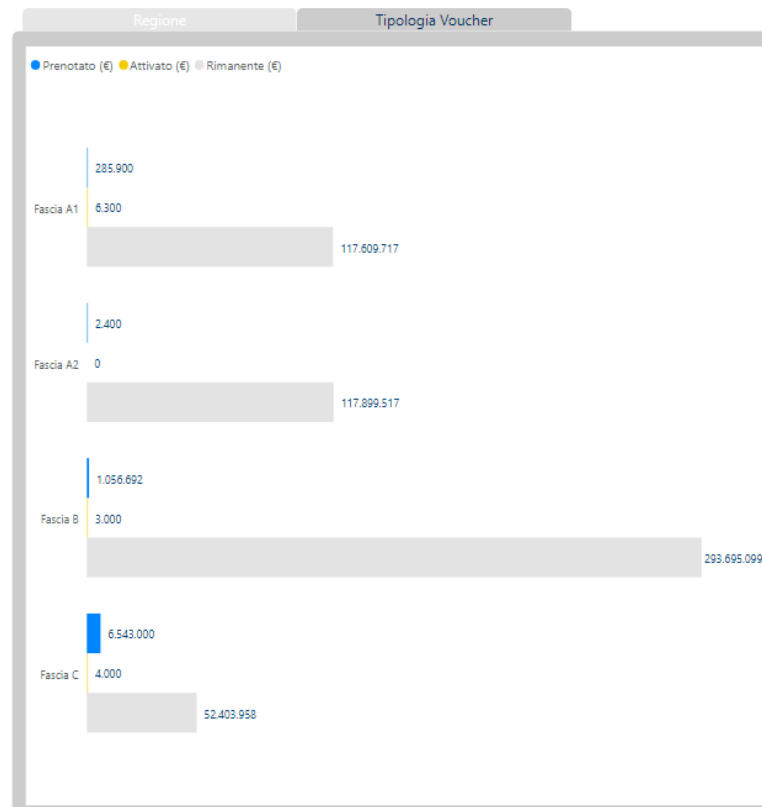 Regione
Tipologia Voucher
Prenotato (€) Attivato (€) Rimanente (€)
285.900
Fascia A1
6.300
117.609.717
2.400
Fascia A2
0
117.899.517
1.056.692
Fascia B
3.000
293.695.099
6.543.000
Fascia C
4.000
52.403.958